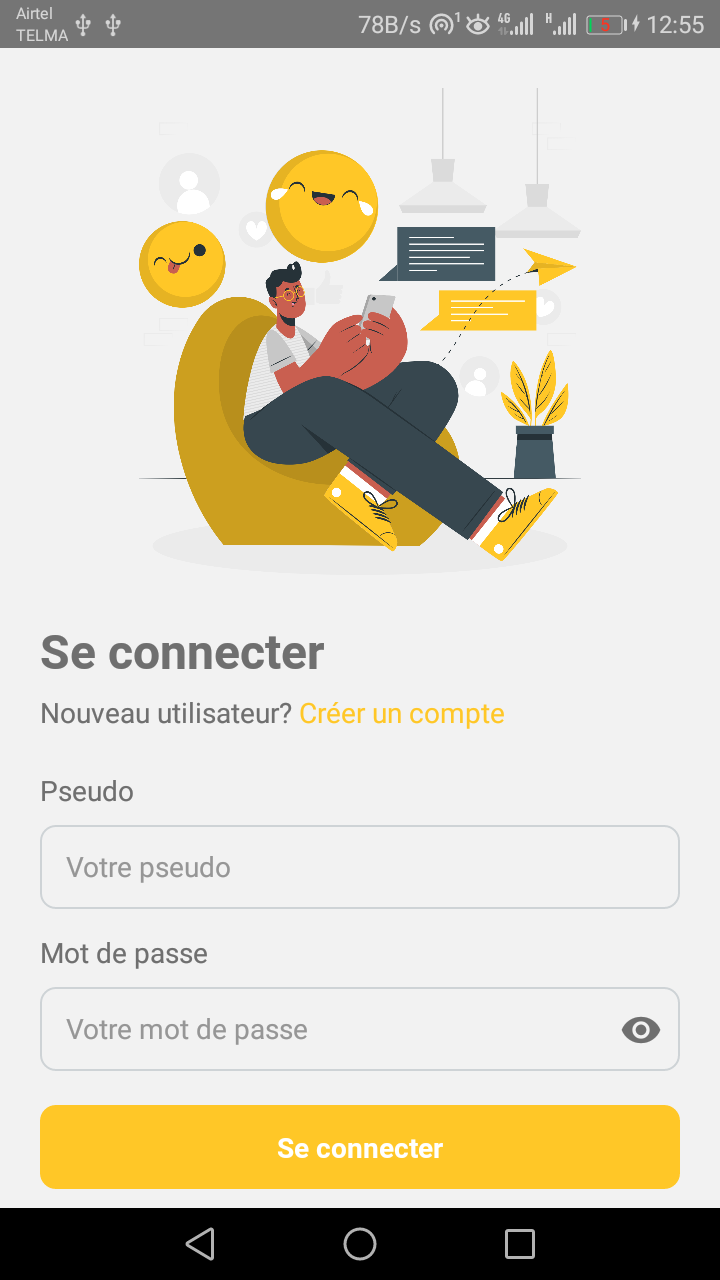 Airtel
TELMA
78B/s 1 4G H 5 12:55
Se connecter
Nouveau utilisateur? Créer un compte
Pseudo
Votre pseudo
Mot de passe
Votre mot de passe
Se connecter